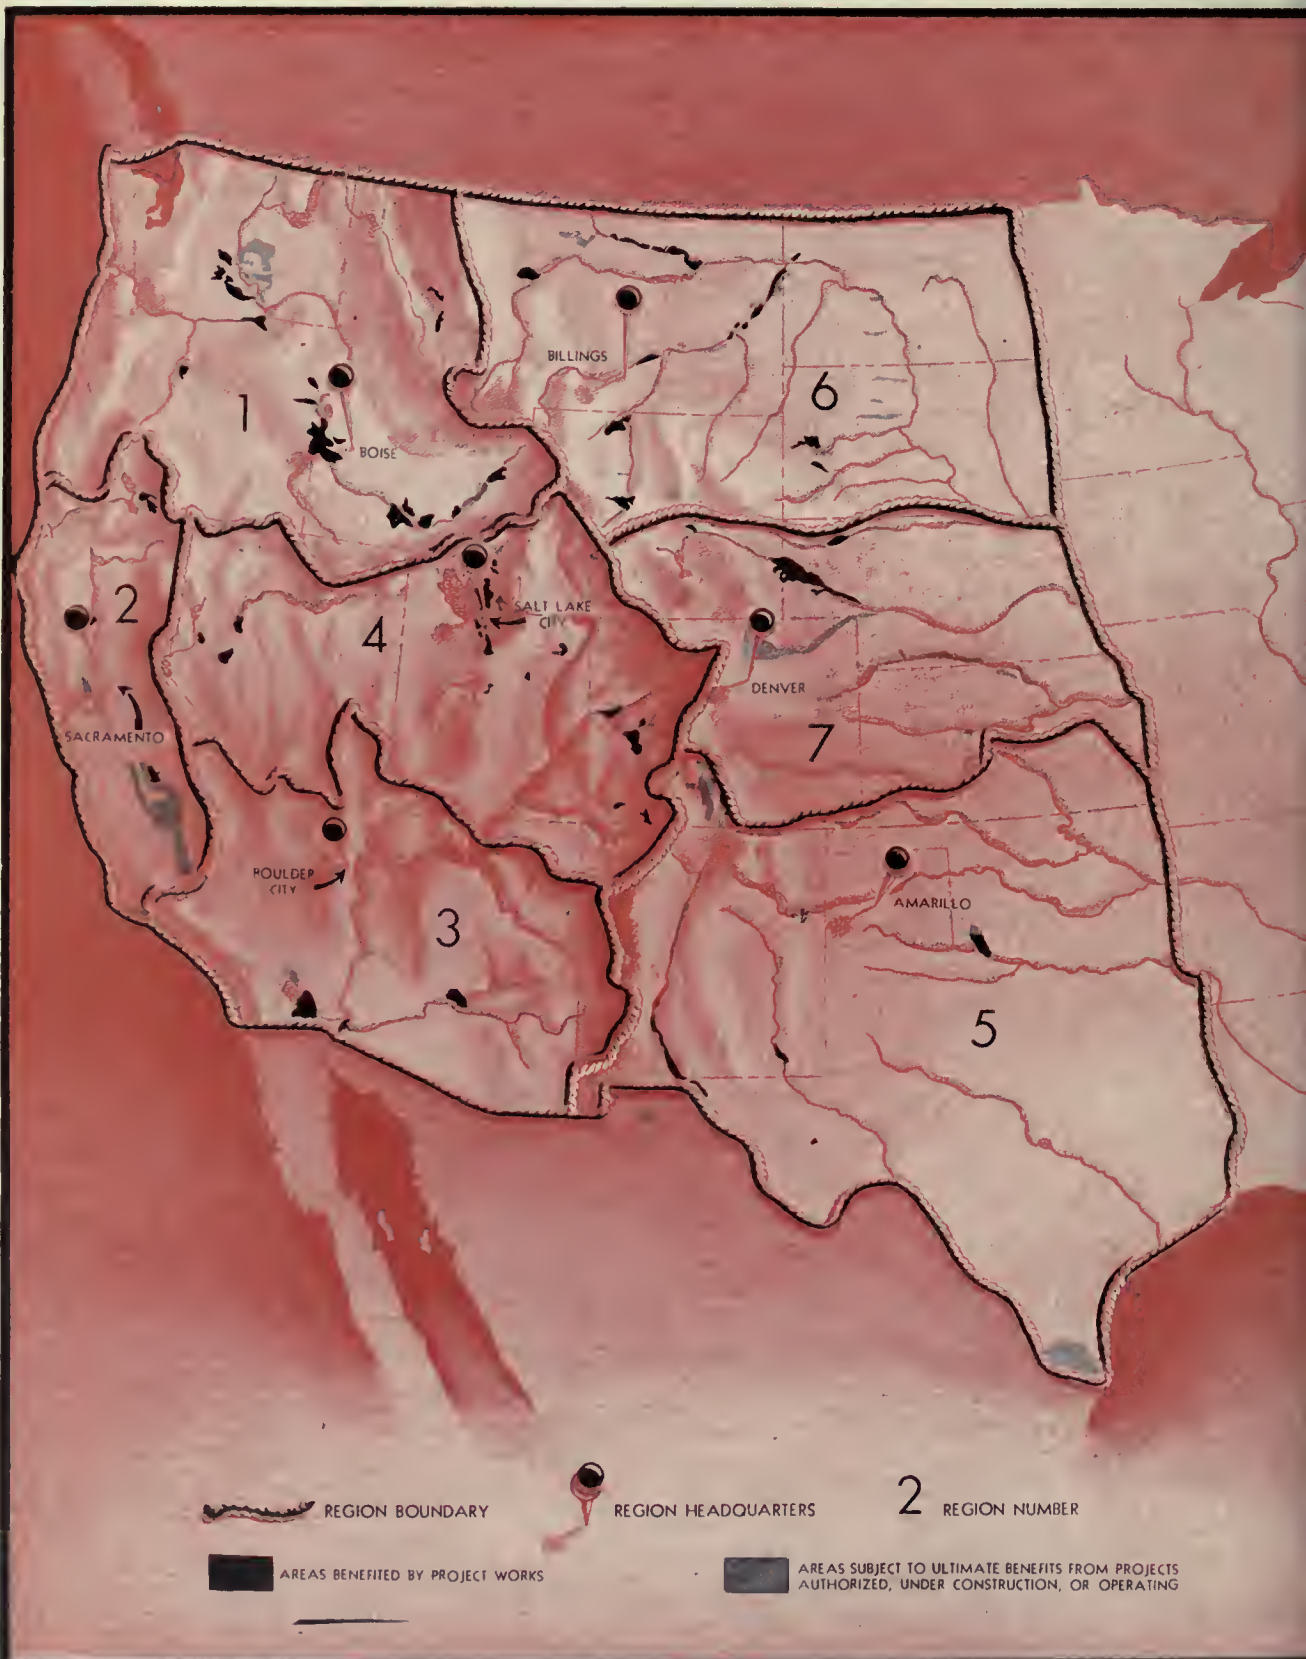 BILLINGS
6
1
BOISE
2
SALT LAKE
CITY
4
DENVER
SACRAMENTO
7
BOULDER
CITY
AMARILLO
3
5
REGION BOUNDARY
REGION HEADQUARTERS
2 REGION NUMBER
AREAS BENEFITED BY PROJECT WORKS
AREAS SUBJECT TO ULTIMATE BENEFITS FROM PROJECTS
AUTHORIZED, UNDER CONSTRUCTION, OR OPERATING